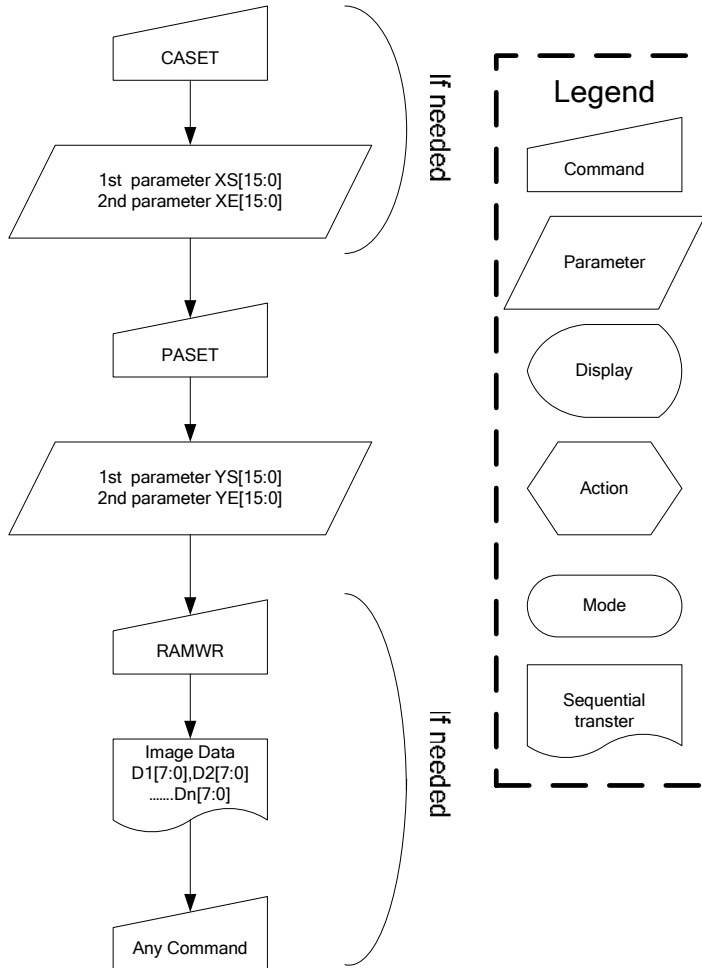 CASET
If needed
1st parameter XS[15:0]
2nd parameter XE[15:0]
PASET
1st parameter YS[15:0]
2nd parameter YE[15:0]
RAMWR
If needed
Image Data
D1[7:0],D2[7:0]
.......Dn[7:0]
Any Command
Legend
Command
Parameter
Display
Action
Mode
Sequential
transter